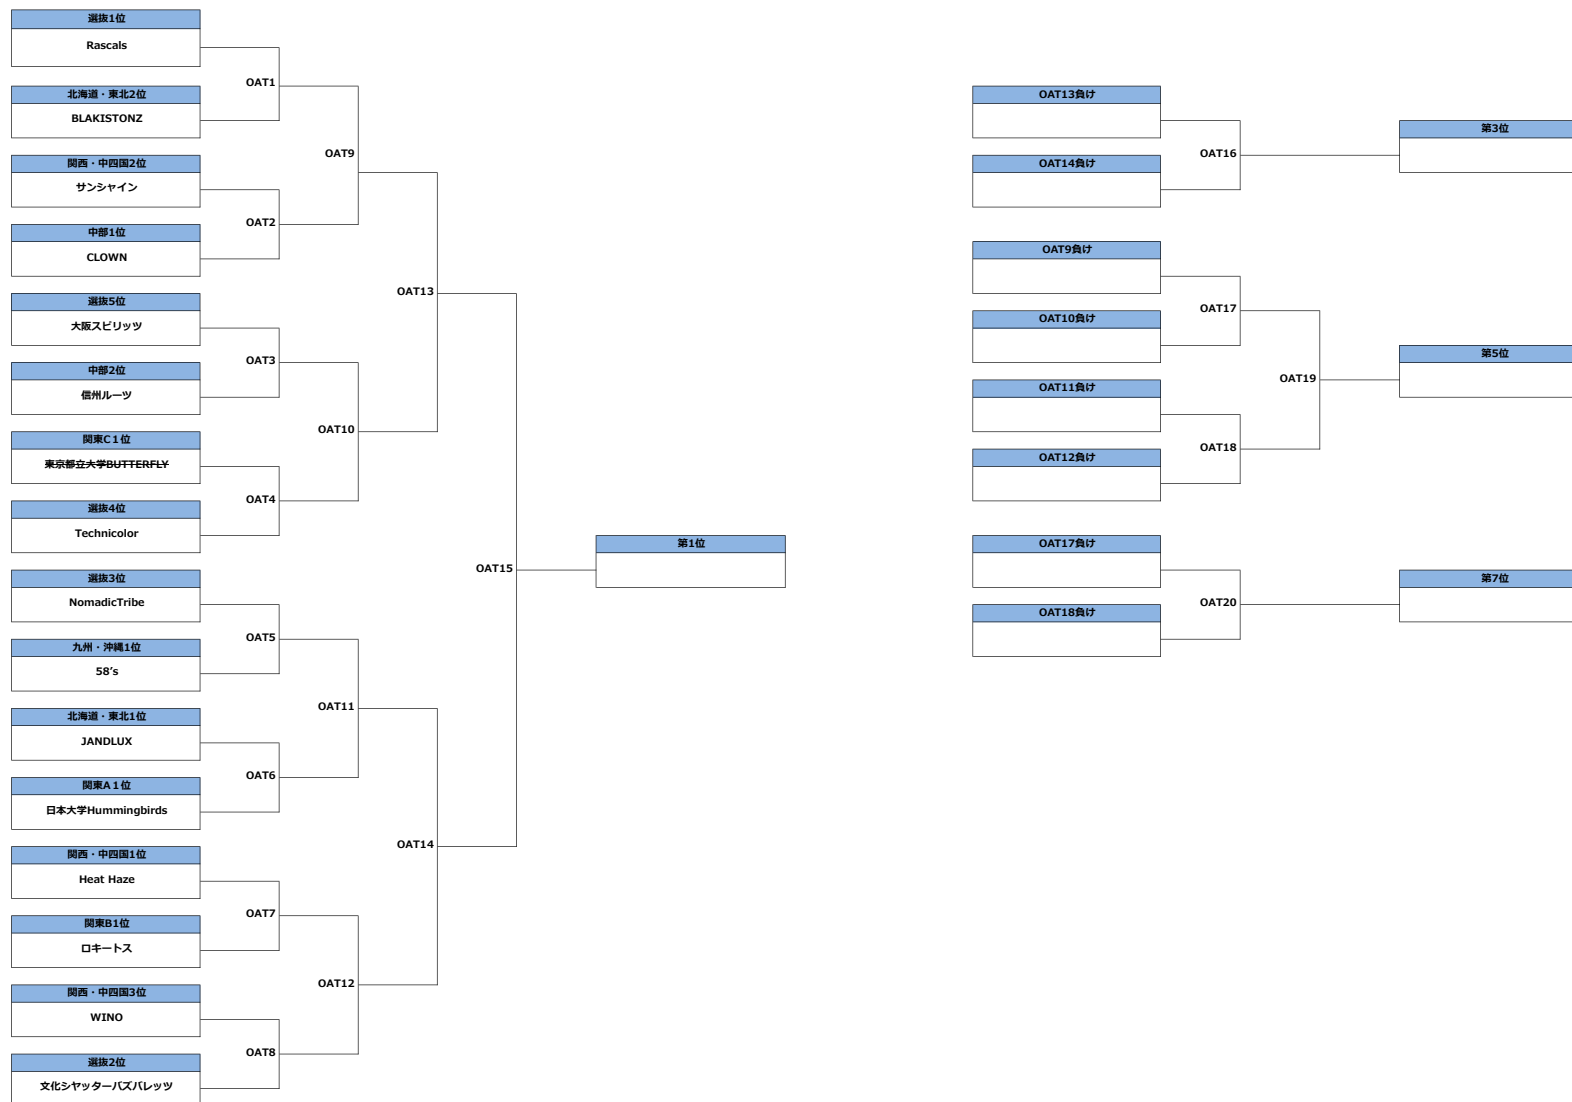 選抜1位
Rascals
OAT1
北海道・東北2位
BLAKISTONZ
OAT9
関西・中四国2位
サンシャイン
OAT2
中部1位
CLOWN
OAT13
選抜5位
大阪スピリッツ
OAT3
中部2位
信州ルーツ
OAT10
関東C１位
東京都立大学BUTTERFLY
OAT4
選抜4位
Technicolor
OAT15
第1位
選抜3位
NomadicTribe
OAT5
九州・沖縄1位
58's
OAT11
北海道・東北1位
JANDLUX
OAT6
関東A１位
日本大学Hummingbirds
OAT14
関西・中四国1位
Heat Haze
OAT7
関東B1位
ロキートス
OAT12
関西・中四国3位
WINO
OAT8
選抜2位
文化シヤッターバズバレッツ
OAT13負け
OAT16
第3位
OAT14負け
OAT9負け
OAT17
OAT10負け
OAT19
第5位
OAT11負け
OAT18
OAT12負け
OAT17負け
OAT20
第7位
OAT18負け